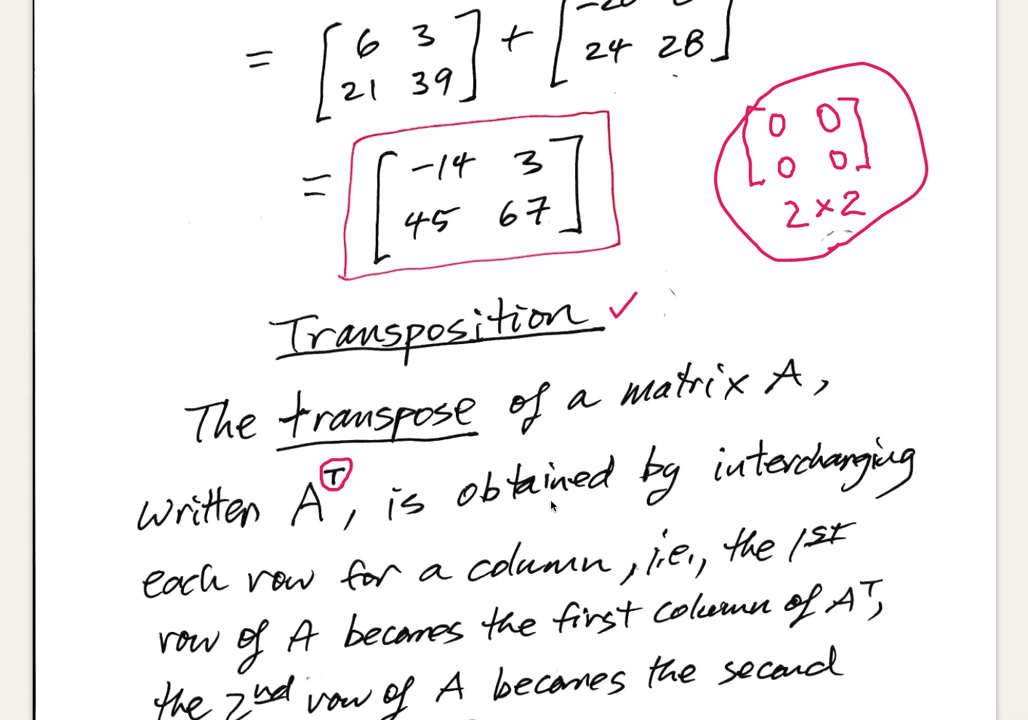 = [ 6 3 ] + [ -20
21 39 24 28 ]
= [ -14 3 ]
45 67
[ 0 0 ]
0 0
2×2
Transposition ✓
The transpose of a matrix A,
written A^T, is obtained by interchanging
each row for a column, i.e., the 1st
row of A becomes the first column of A^T,
the 2nd row of A becomes the second